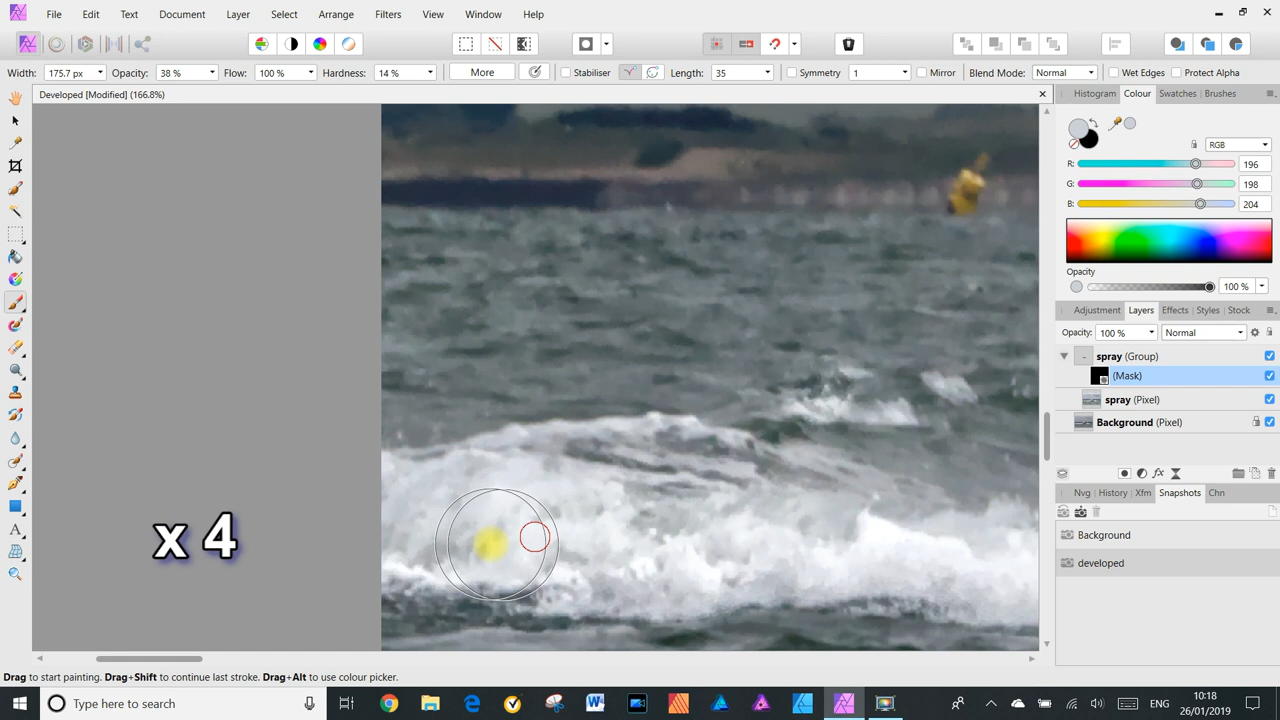 File Edit Text Document Layer Select Arrange Filters View Window Help
Width: 175.7 px Opacity: 38 % Flow: 100 % Hardness: 14 % More Stabiliser Length: 35 Symmetry 1 Mirror Blend Mode: Normal Wet Edges Protect Alpha
Developed [Modified] (166.8%)
Histogram Colour Swatches Brushes
RGB
R: 196
G: 198
B: 204
Opacity
100 %
Adjustment Layers Effects Styles Stock
Opacity: 100 % Normal
spray (Group)
(Mask)
spray (Pixel)
Background (Pixel)
Nvg History Xfm Snapshots Chn
Background
developed
x 4
Drag to start painting. Drag+Shift to continue last stroke. Drag+Alt to use colour picker.
Type here to search
ENG
10:18
26/01/2019